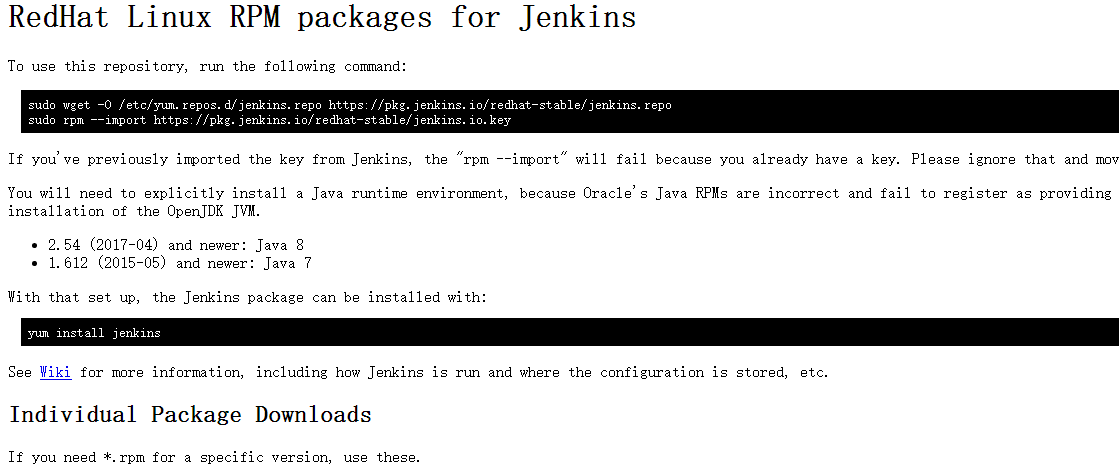 RedHat Linux RPM packages for Jenkins
To use this repository, run the following command:
sudo wget -O /etc/yum.repos.d/jenkins.repo https://pkg.jenkins.io/redhat-stable/jenkins.repo
sudo rpm --import https://pkg.jenkins.io/redhat-stable/jenkins.io.key
If you've previously imported the key from Jenkins, the "rpm --import" will fail because you already have a key. Please ignore that and mov
You will need to explicitly install a Java runtime environment, because Oracle's Java RPMs are incorrect and fail to register as providing
installation of the OpenJDK JVM.
• 2.54 (2017-04) and newer: Java 8
• 1.612 (2015-05) and newer: Java 7
With that set up, the Jenkins package can be installed with:
yum install jenkins
See Wiki for more information, including how Jenkins is run and where the configuration is stored, etc.
Individual Package Downloads
If you need *.rpm for a specific version, use these.